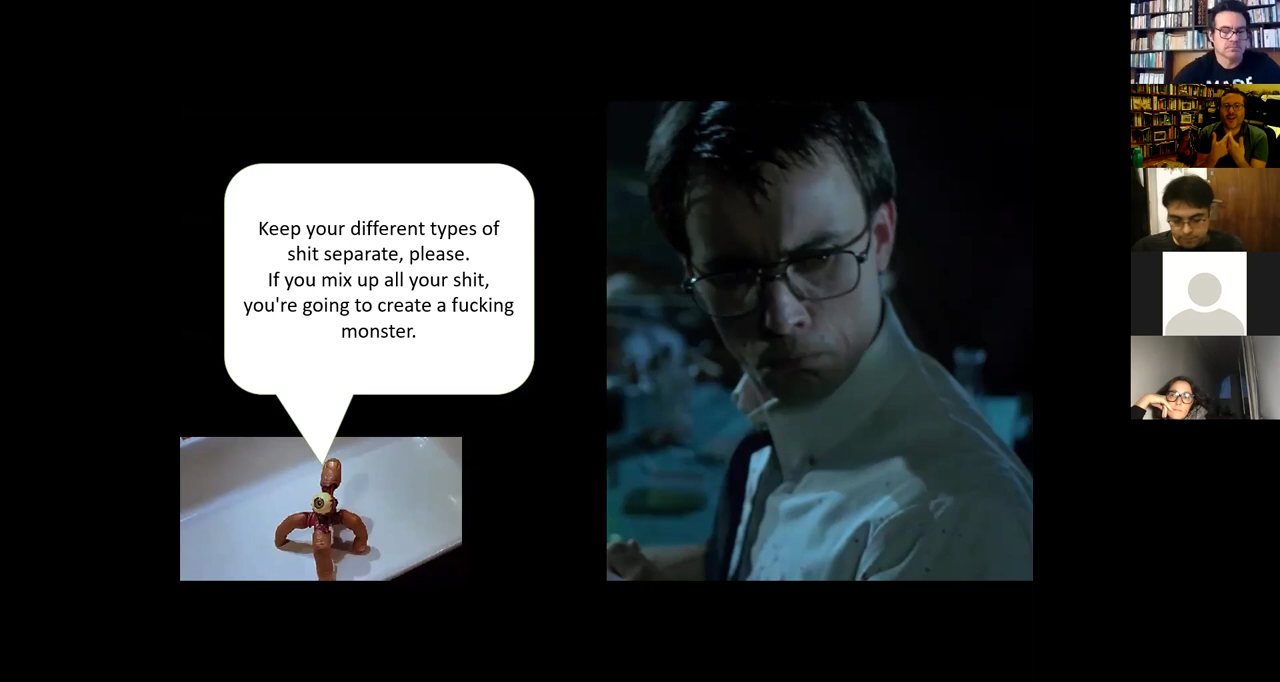 Keep your different types of
shit separate, please.
If you mix up all your shit,
you're going to create a fucking
monster.